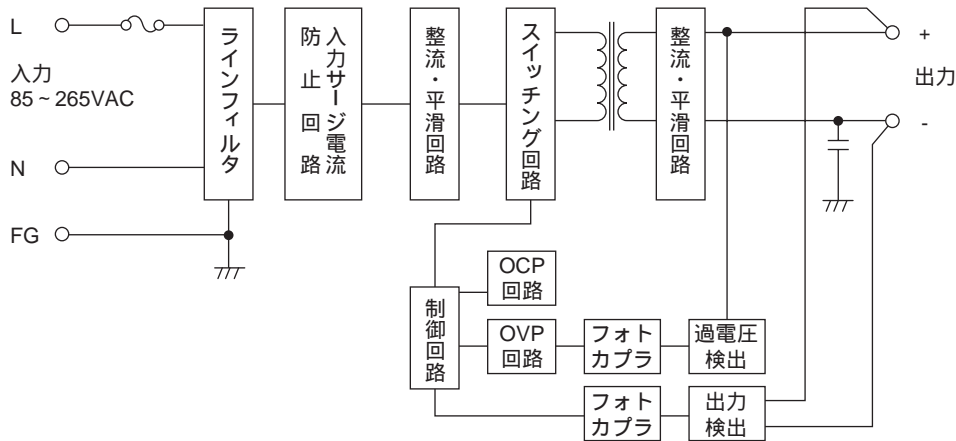 L
入力
85～265VAC
N
FG
ラインフィルタ
入力サージ電流
防止回路
整流・平滑回路
スイッチング回路
整流・平滑回路
+
出力
-
制御回路
OCP
回路
OVP
回路
フォト
カプラ
過電圧
検出
フォト
カプラ
出力
検出